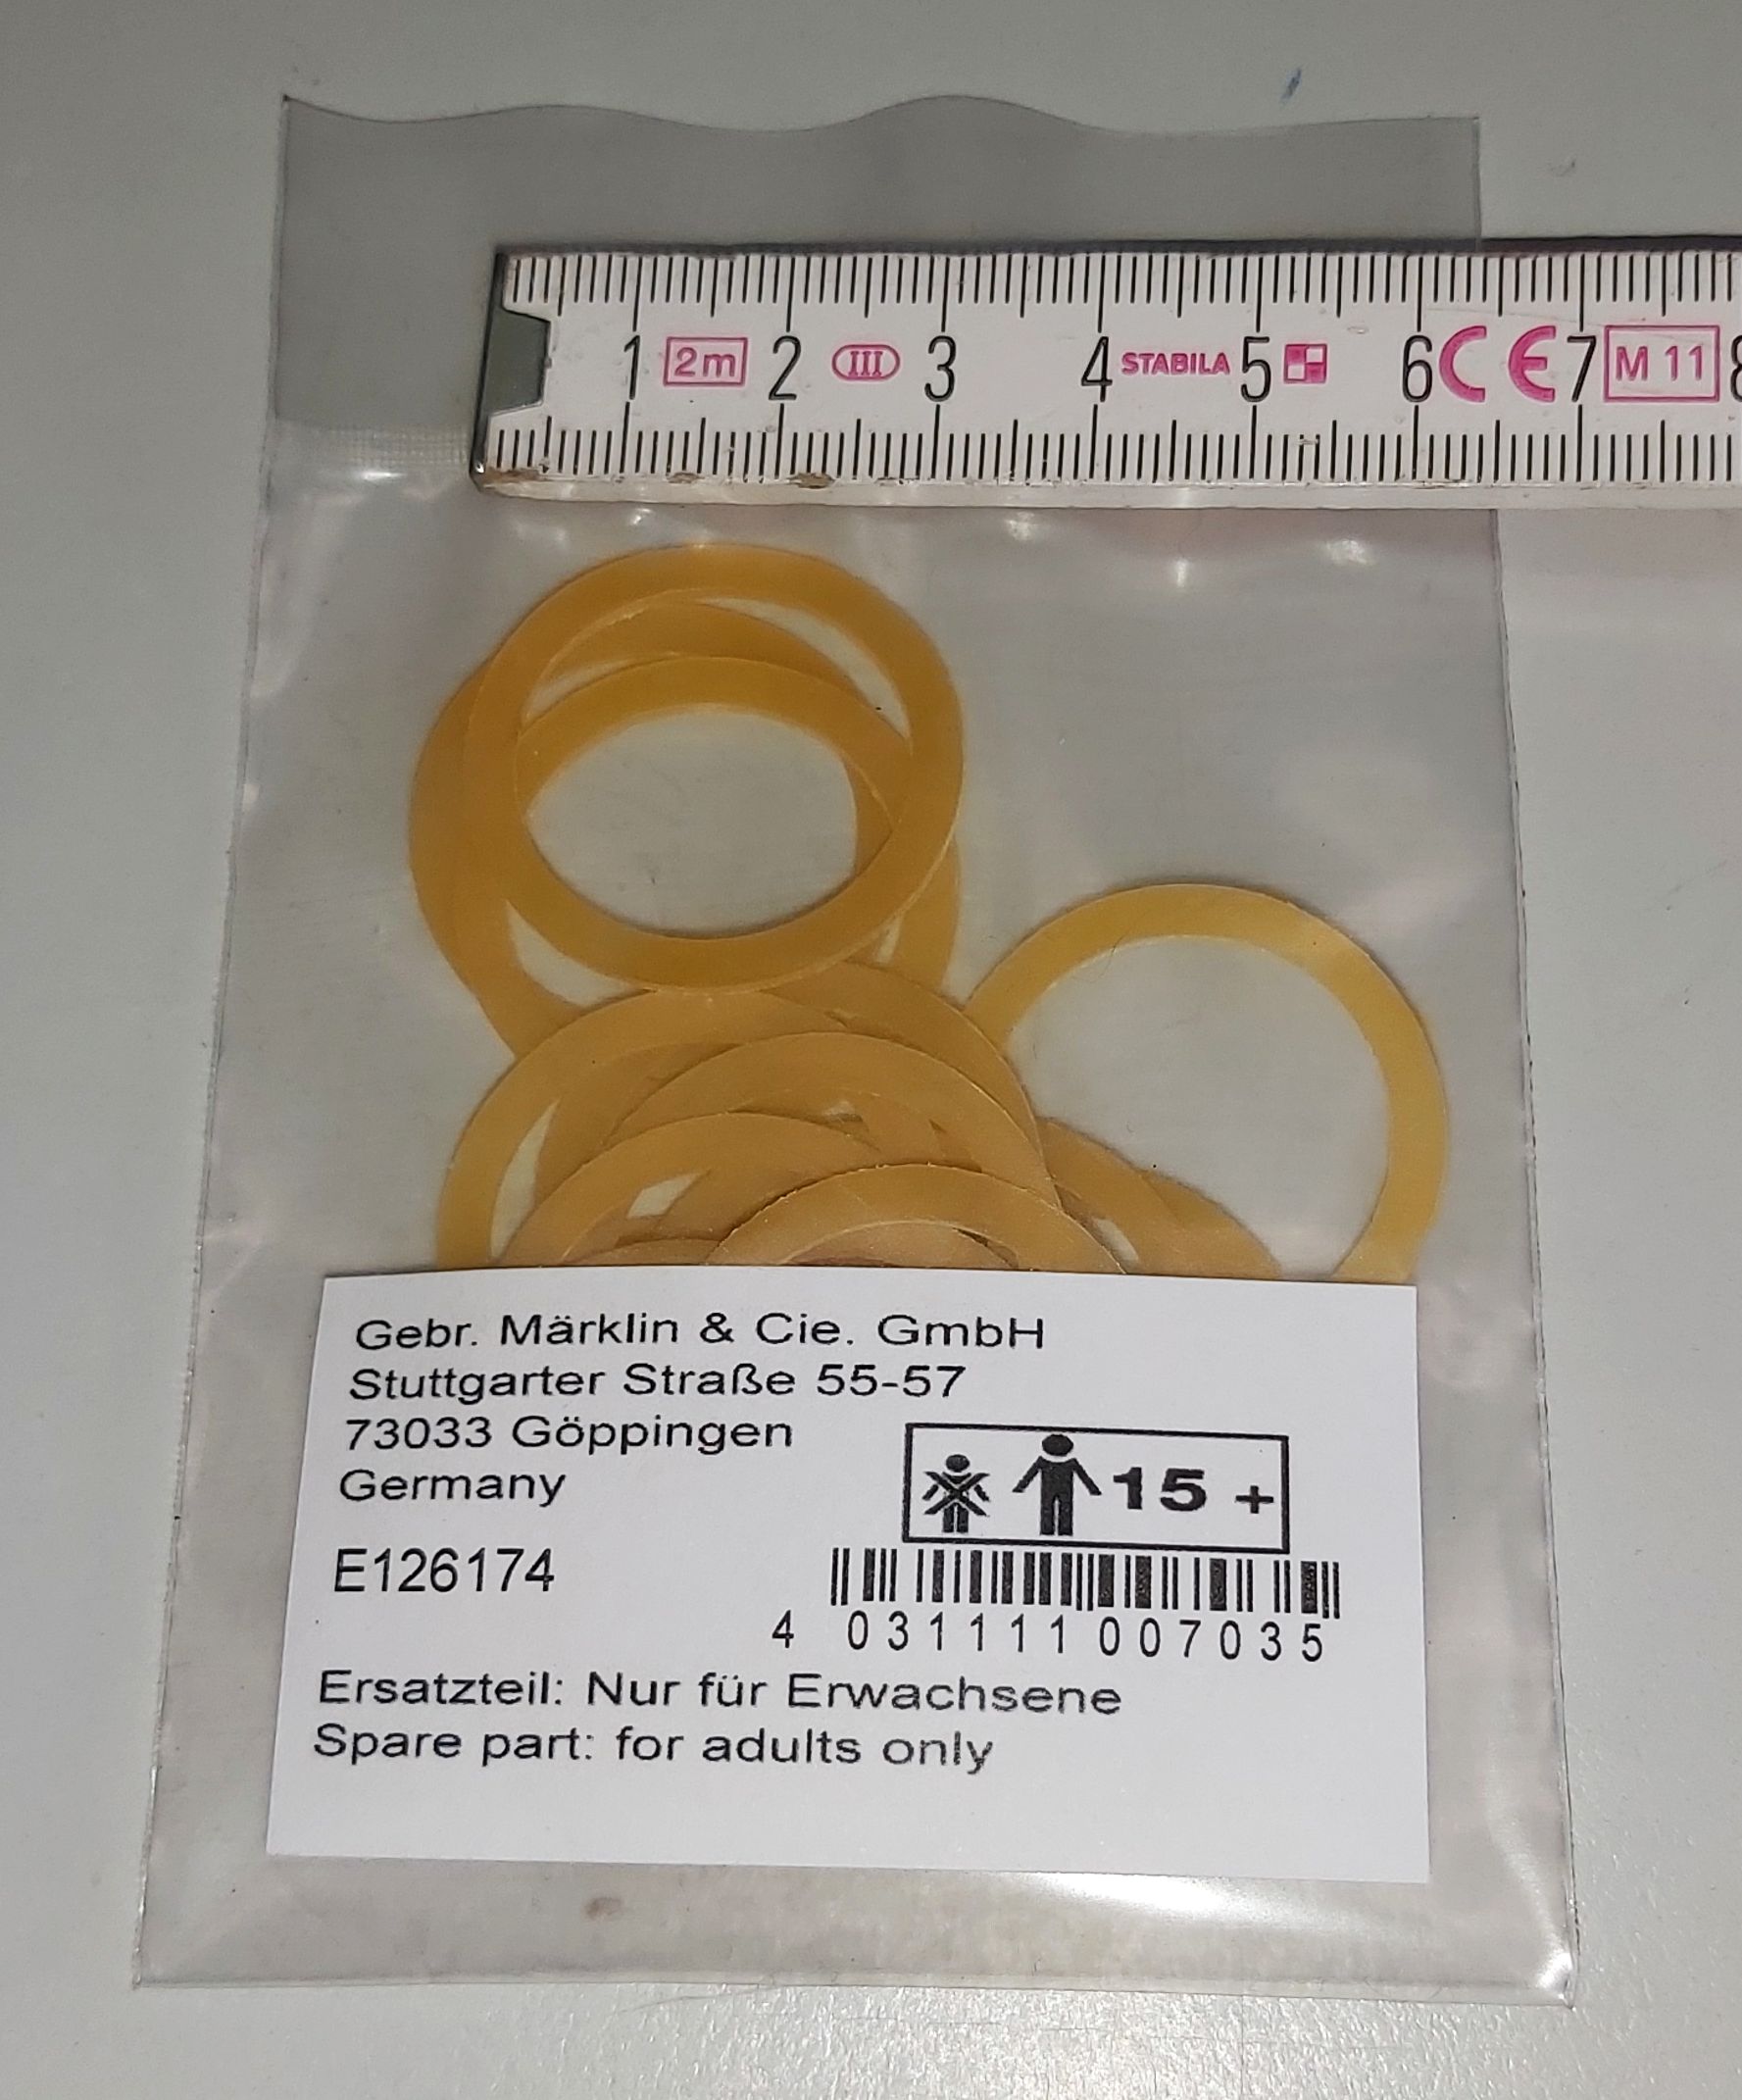 1 2m 2 III 3 4 STABILA 5 6 CE 7 M 11 8
Gebr. Märklin & Cie. GmbH
Stuttgarter Straße 55-57
73033 Göppingen
Germany
15 +
E126174
4 031111 007035
Ersatzteil: Nur für Erwachsene
Spare part: for adults only